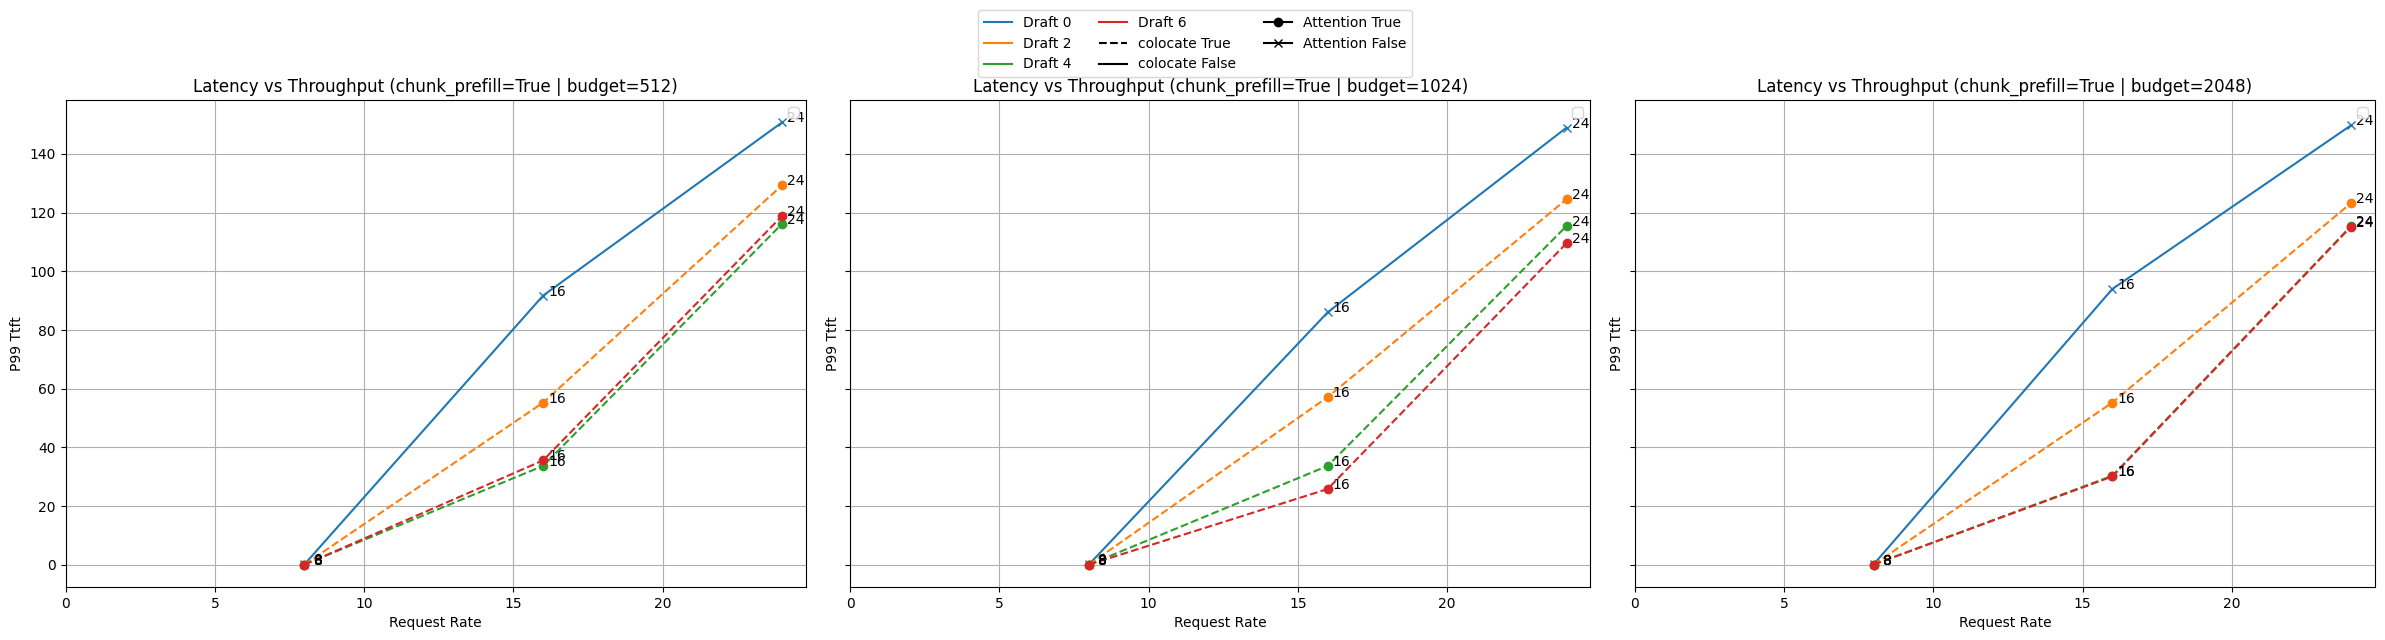 Draft 0
Draft 2
Draft 4
Draft 6
colocate True
colocate False
Attention True
Attention False
Latency vs Throughput (chunk_prefill=True | budget=512)
P99 Ttft
140
120
100
80
60
40
20
0
24
24
24
24
16
16
16
16
8
0
5
10
15
20
Request Rate
Latency vs Throughput (chunk_prefill=True | budget=1024)
P99 Ttft
24
24
24
24
16
16
16
16
8
0
5
10
15
20
Request Rate
Latency vs Throughput (chunk_prefill=True | budget=2048)
P99 Ttft
24
24
24
24
16
16
16
16
8
0
5
10
15
20
Request Rate